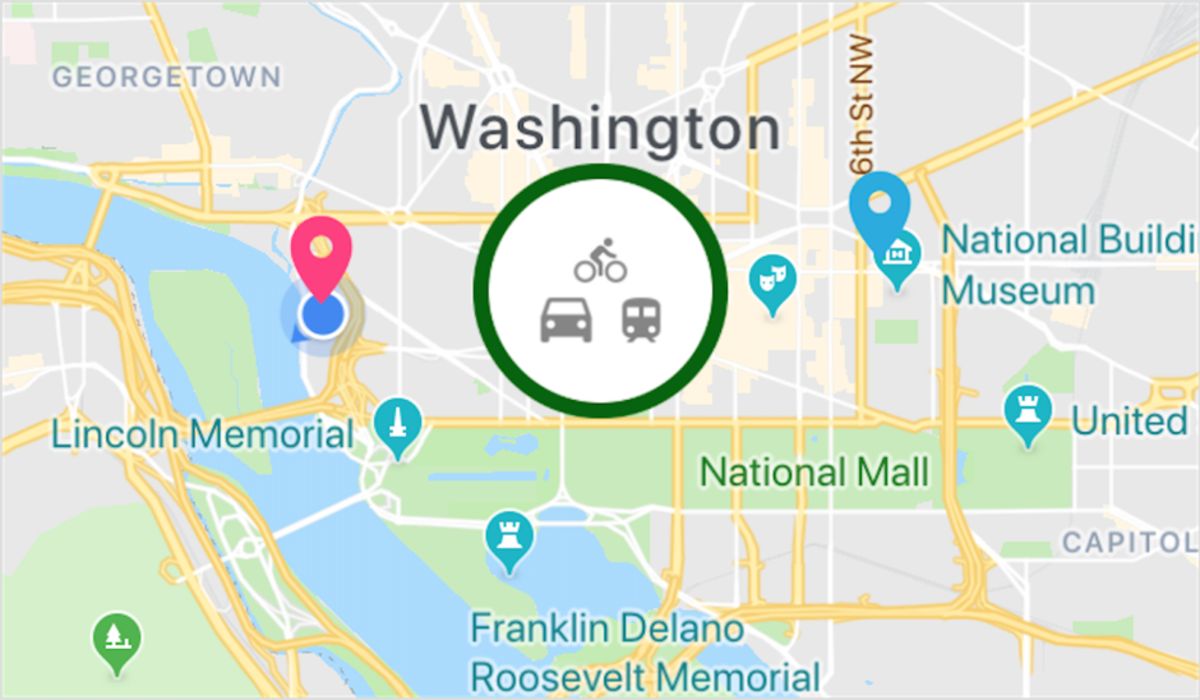 GEORGETOWN
Washington
6th St NW
National Buildi
Museum
Lincoln Memorial
United
National Mall
CAPITOL
Franklin Delano
Roosevelt Memorial